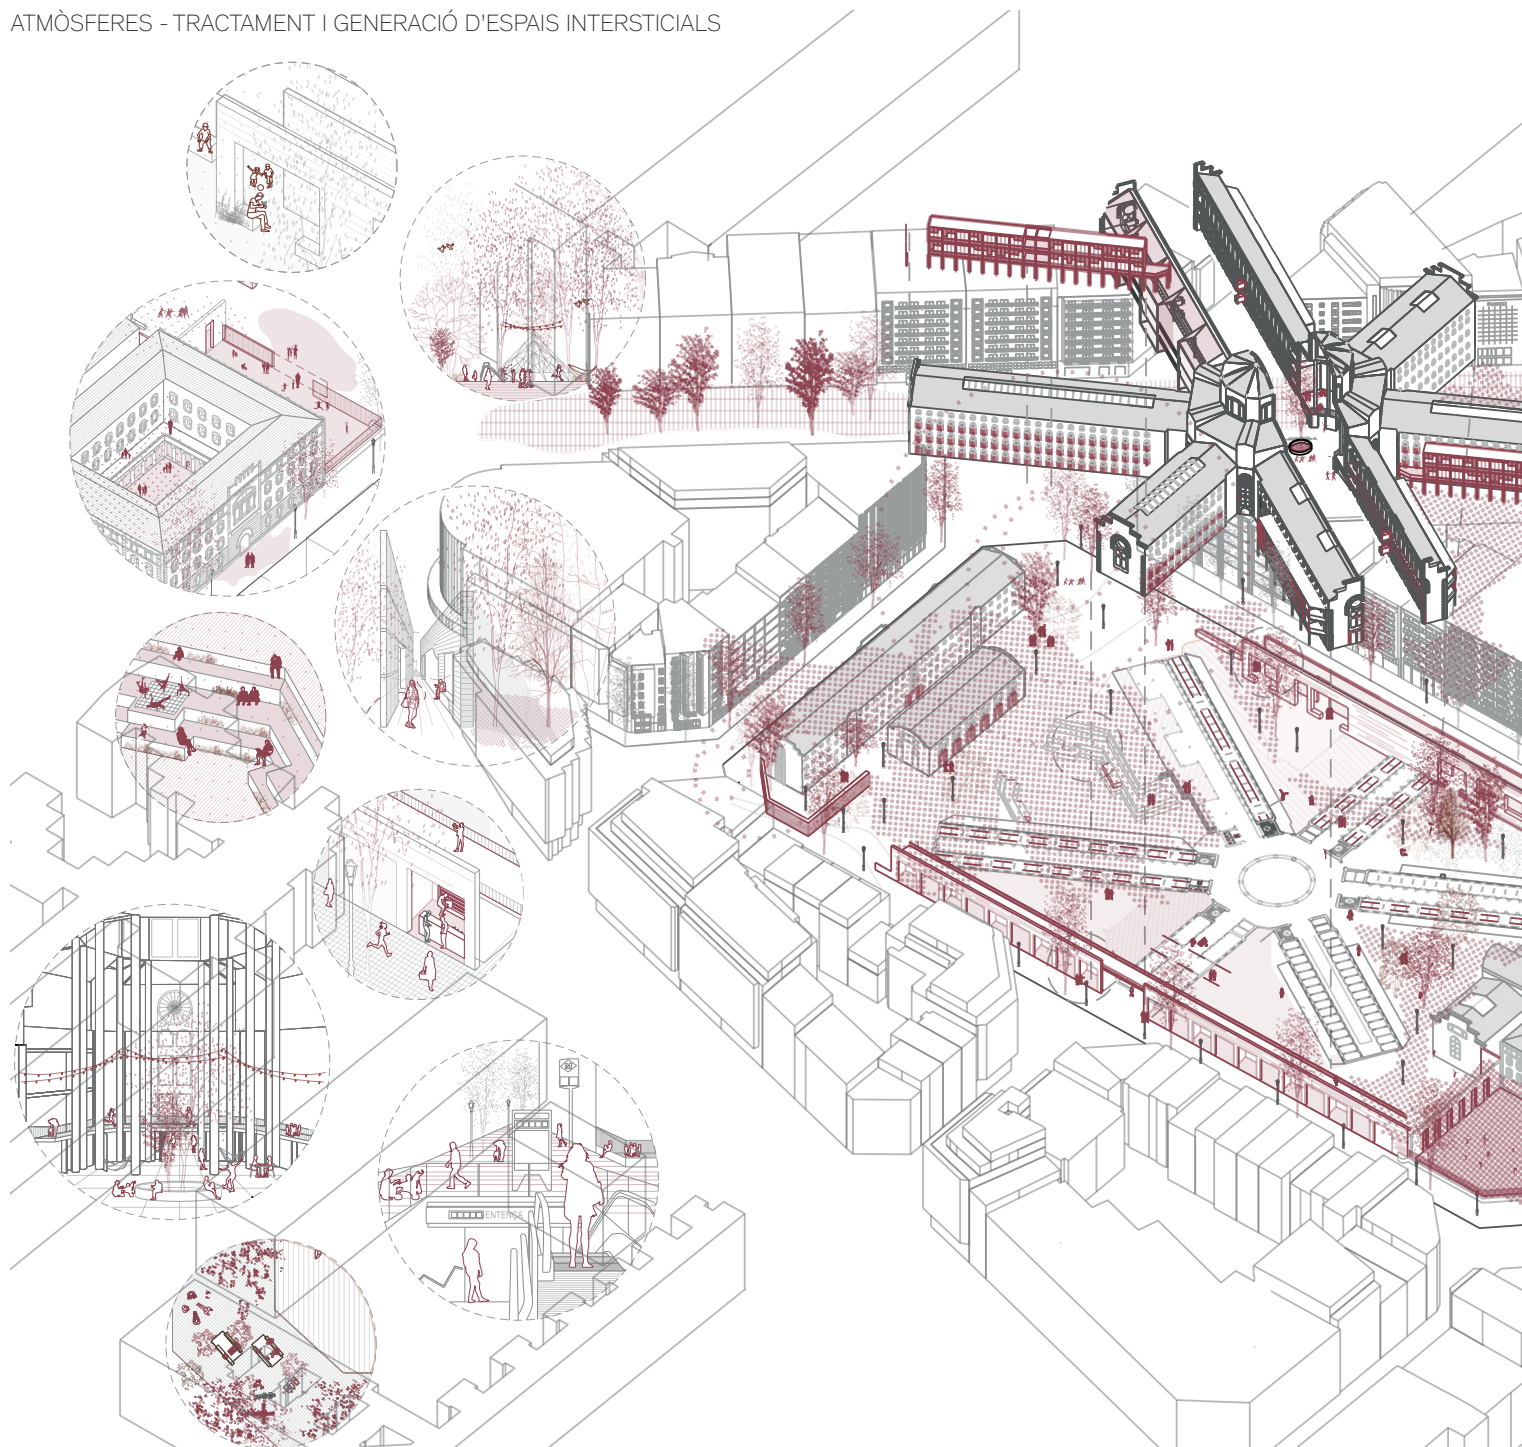 ATMÒSFERES - TRACTAMENT I GENERACIÓ D'ESPAIS INTERSTICIALS
ENTENÇA